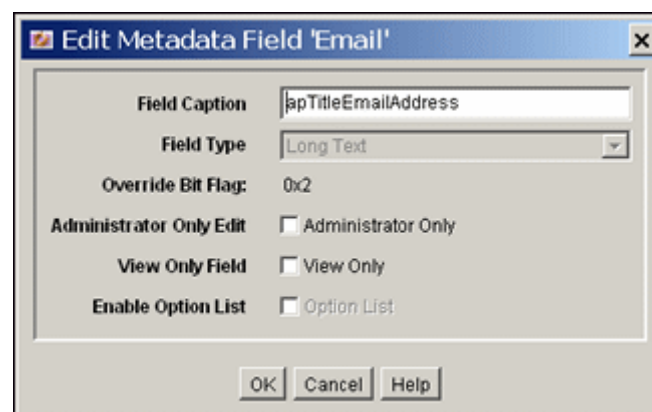 Edit Metadata Field 'Email'
Field Caption apTitleEmailAddress
Field Type Long Text
Override Bit Flag: 0x2
Administrator Only Edit Administrator Only
View Only Field View Only
Enable Option List Option List
OK Cancel Help